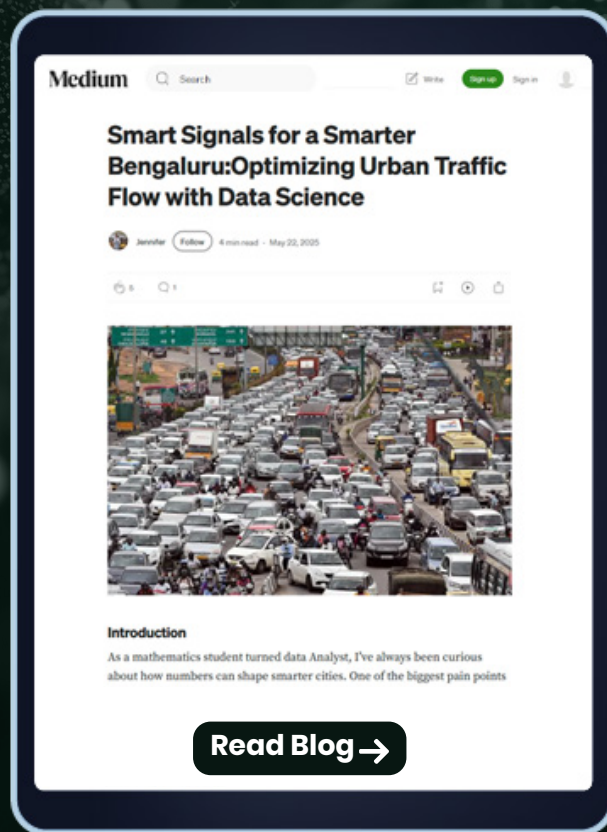 Medium
Search
Write
Sign up
Sign in
Smart Signals for a Smarter
Bengaluru:Optimizing Urban Traffic
Flow with Data Science
Jennifer
Follow
4 min read - May 22, 2025
6
1
Introduction
As a mathematics student turned data Analyst, I've always been curious
about how numbers can shape smarter cities. One of the biggest pain points
Read Blog